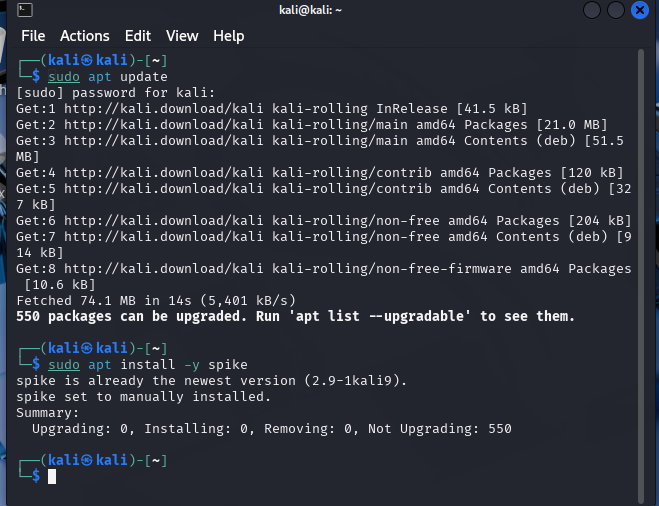 kali@kali: ~
File Actions Edit View Help
┌──(kali㉿kali)-[~]
└─$ sudo apt update
[sudo] password for kali:
Get:1 http://kali.download/kali kali-rolling InRelease [41.5 kB]
Get:2 http://kali.download/kali kali-rolling/main amd64 Packages [21.0 MB]
Get:3 http://kali.download/kali kali-rolling/main amd64 Contents (deb) [51.5
MB]
Get:4 http://kali.download/kali kali-rolling/contrib amd64 Packages [120 kB]
Get:5 http://kali.download/kali kali-rolling/contrib amd64 Contents (deb) [32
7 kB]
Get:6 http://kali.download/kali kali-rolling/non-free amd64 Packages [204 kB]
Get:7 http://kali.download/kali kali-rolling/non-free amd64 Contents (deb) [9
14 kB]
Get:8 http://kali.download/kali kali-rolling/non-free-firmware amd64 Packages
 [10.6 kB]
Fetched 74.1 MB in 14s (5,401 kB/s)
550 packages can be upgraded. Run 'apt list --upgradable' to see them.
┌──(kali㉿kali)-[~]
└─$ sudo apt install -y spike
spike is already the newest version (2.9-1kali9).
spike set to manually installed.
Summary:
  Upgrading: 0, Installing: 0, Removing: 0, Not Upgrading: 550
┌──(kali㉿kali)-[~]
└─$